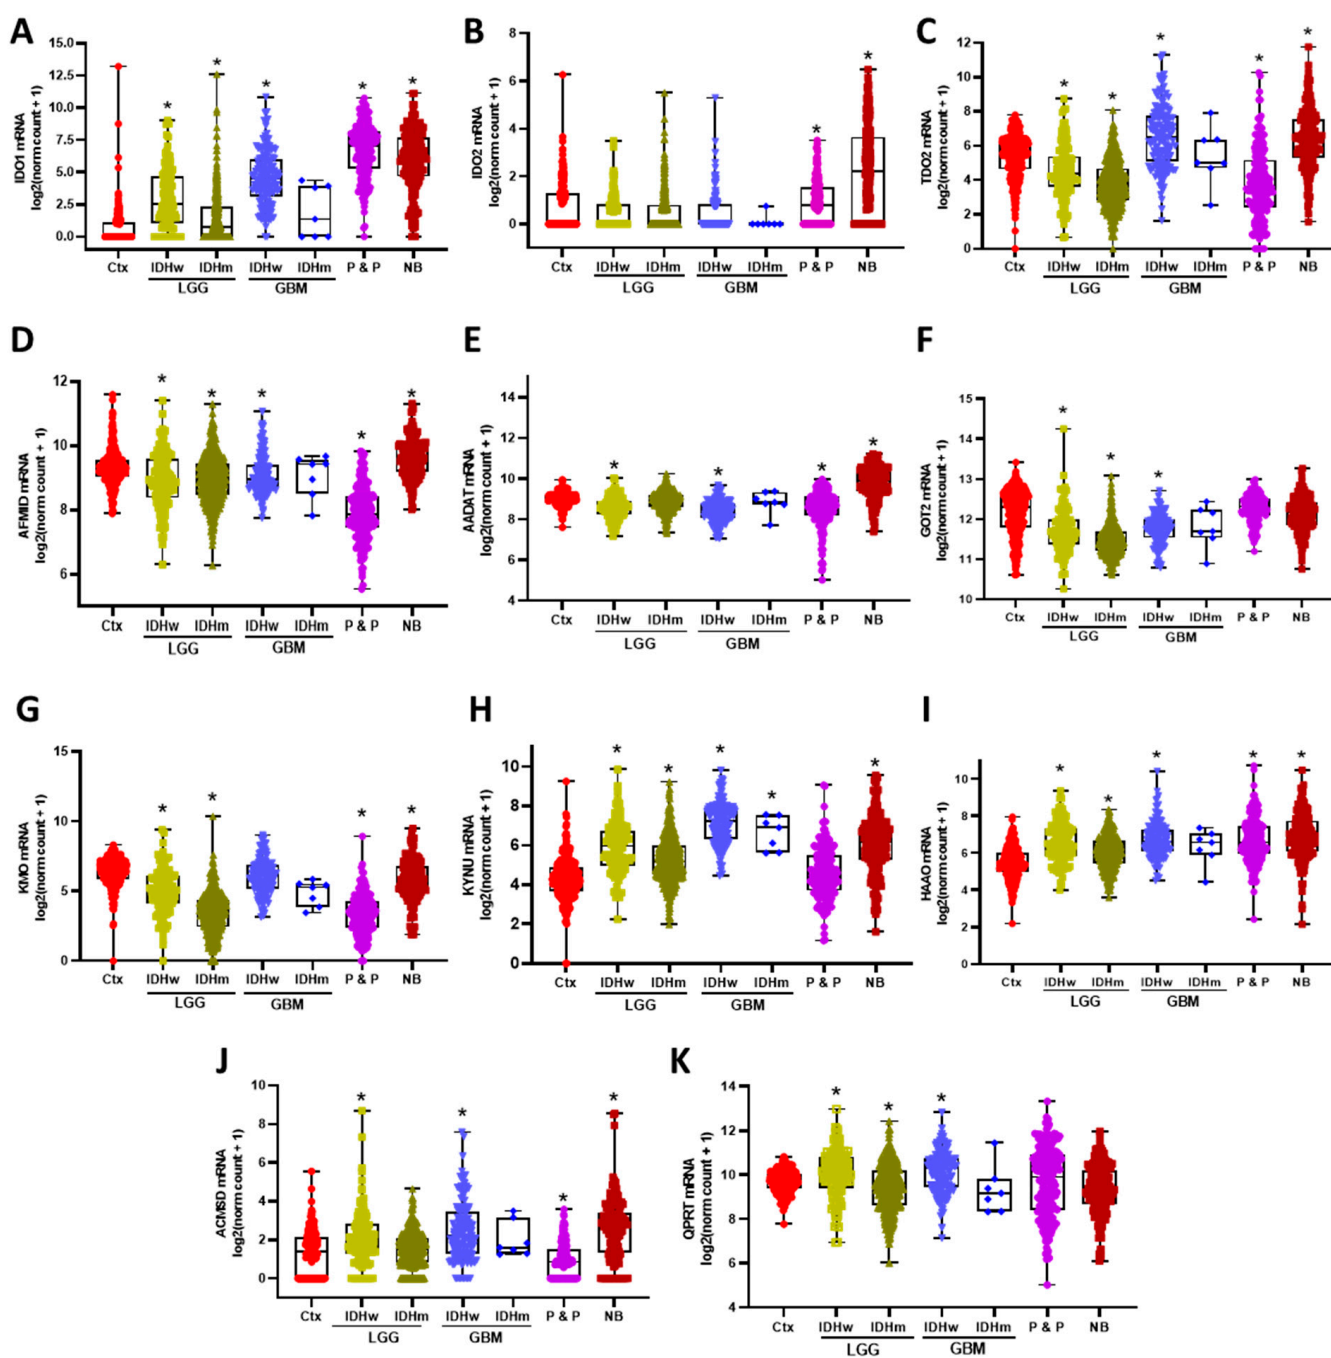 A
IDO1 mRNA
log2(norm count + 1)
15.0
12.5
10.0
7.5
5.0
2.5
0.0
* * * * *
Ctx IDHw IDHm IDHw IDHm P & P NB
LGG GBM
B
IDO2 mRNA
log2(norm count + 1)
8
6
4
2
0
* *
Ctx IDHw IDHm IDHw IDHm P & P NB
LGG GBM
C
TDO2 mRNA
log2(norm count + 1)
12
10
8
6
4
2
0
* * * * *
Ctx IDHw IDHm IDHw IDHm P & P NB
LGG GBM
D
AFMID mRNA
log2(norm count + 1)
12
10
8
6
* * * * *
Ctx IDHw IDHm IDHw IDHm P & P NB
LGG GBM
E
AADAT mRNA
log2(norm count + 1)
14
12
10
8
6
4
* * * *
Ctx IDHw IDHm IDHw IDHm P & P NB
LGG GBM
F
GOT2 mRNA
log2(norm count + 1)
15
14
13
12
11
10
* * *
Ctx IDHw IDHm IDHw IDHm P & P NB
LGG GBM
G
KMO mRNA
log2(norm count + 1)
15
10
5
0
* * * *
Ctx IDHw IDHm IDHw IDHm P & P NB
LGG GBM
H
KYNU mRNA
log2(norm count + 1)
10
8
6
4
2
0
* * * * *
Ctx IDHw IDHm IDHw IDHm P & P NB
LGG GBM
I
HAAO mRNA
log2(norm count + 1)
10
8
6
4
2
0
* * * * *
Ctx IDHw IDHm IDHw IDHm P & P NB
LGG GBM
J
ACMSD mRNA
log2(norm count + 1)
10
8
6
4
2
0
* * * *
Ctx IDHw IDHm IDHw IDHm P & P NB
LGG GBM
K
QPRT mRNA
log2(norm count + 1)
14
12
10
8
6
4
* * *
Ctx IDHw IDHm IDHw IDHm P & P NB
LGG GBM